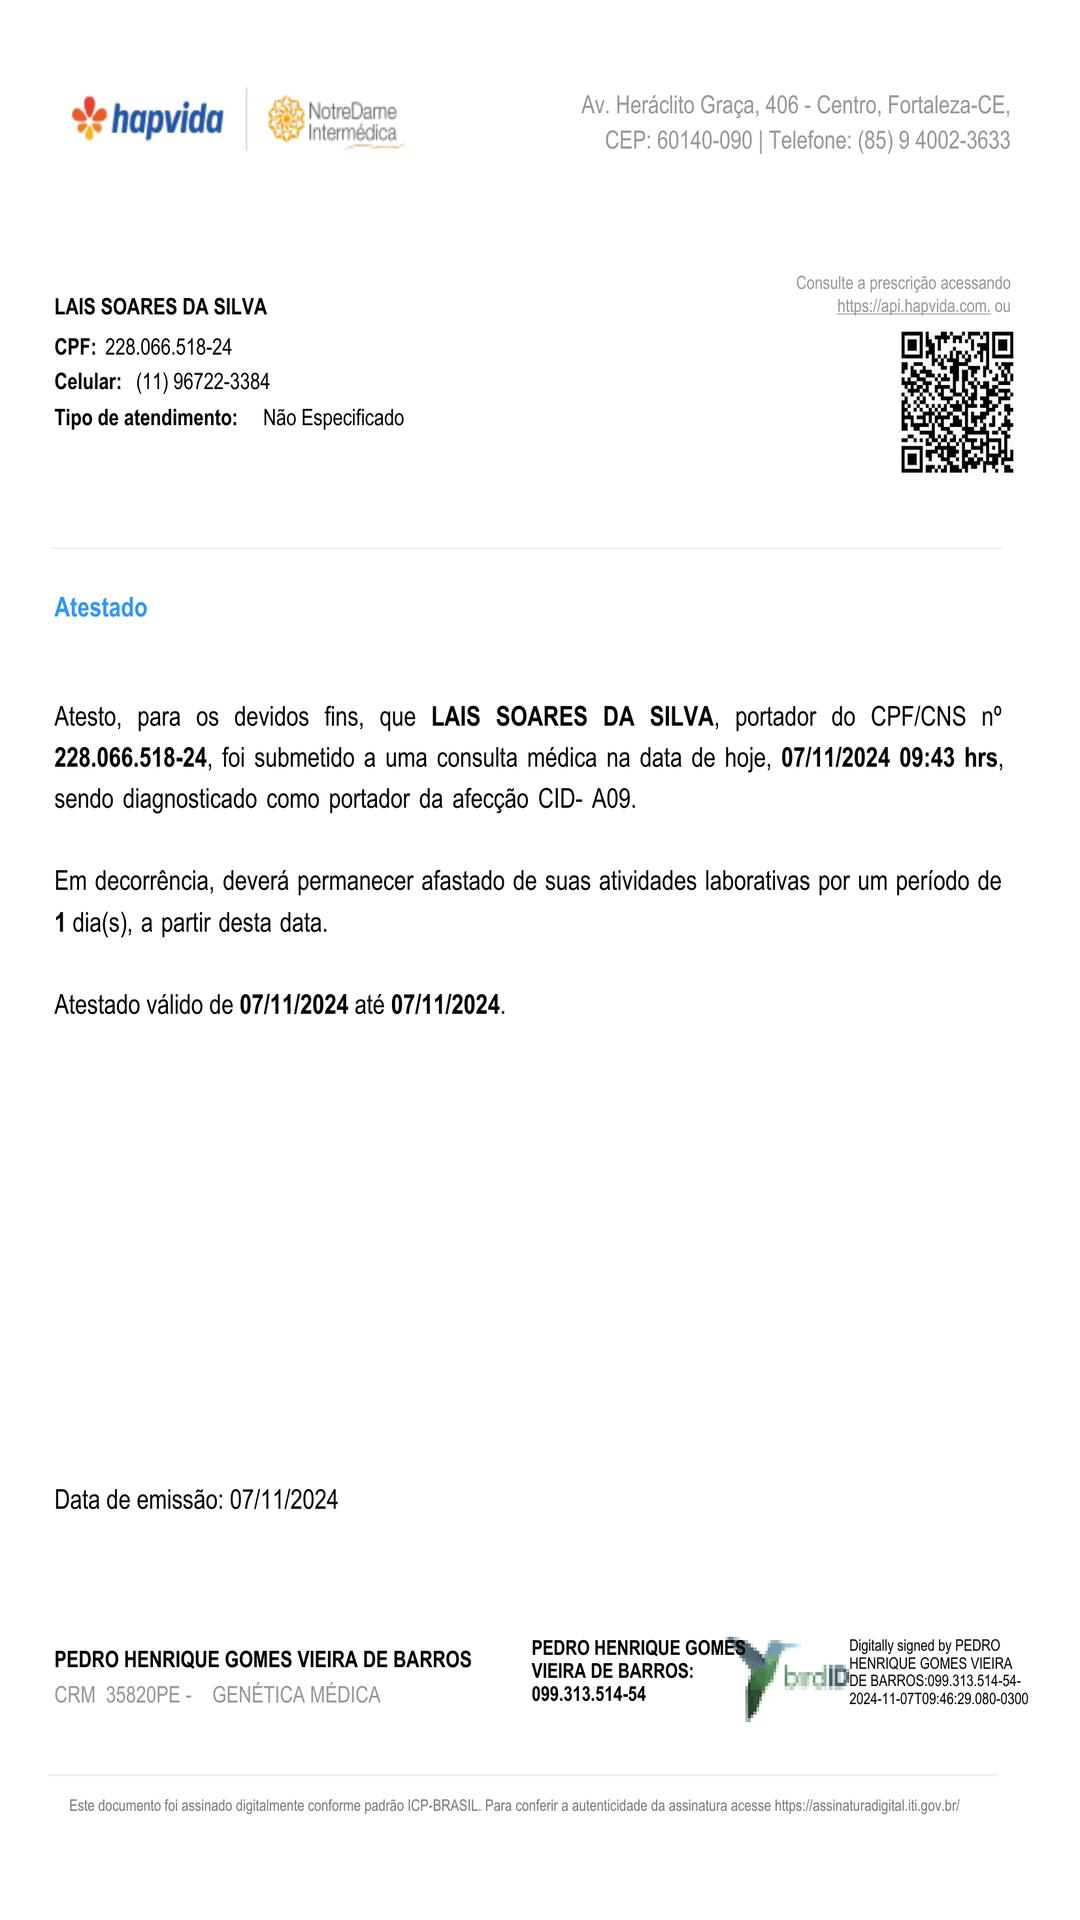 hapvida
NotreDame
Intermédica
Av. Heráclito Graça, 406 - Centro, Fortaleza-CE,
CEP: 60140-090 | Telefone: (85) 9 4002-3633
Consulte a prescrição acessando
https://api.hapvida.com. ou
LAIS SOARES DA SILVA
CPF: 228.066.518-24
Celular: (11) 96722-3384
Tipo de atendimento: Não Especificado
Atestado
Atesto, para os devidos fins, que LAIS SOARES DA SILVA, portador do CPF/CNS nº
228.066.518-24, foi submetido a uma consulta médica na data de hoje, 07/11/2024 09:43 hrs,
sendo diagnosticado como portador da afecção CID- A09.
Em decorrência, deverá permanecer afastado de suas atividades laborativas por um período de
1 dia(s), a partir desta data.
Atestado válido de 07/11/2024 até 07/11/2024.
Data de emissão: 07/11/2024
PEDRO HENRIQUE GOMES VIEIRA DE BARROS
CRM 35820PE - GENÉTICA MÉDICA
PEDRO HENRIQUE GOMES
VIEIRA DE BARROS:
099.313.514-54
birdID
Digitally signed by PEDRO
HENRIQUE GOMES VIEIRA
DE BARROS:099.313.514-54-
2024-11-07T09:46:29.080-0300
Este documento foi assinado digitalmente conforme padrão ICP-BRASIL. Para conferir a autenticidade da assinatura acesse https://assinaturadigital.iti.gov.br/